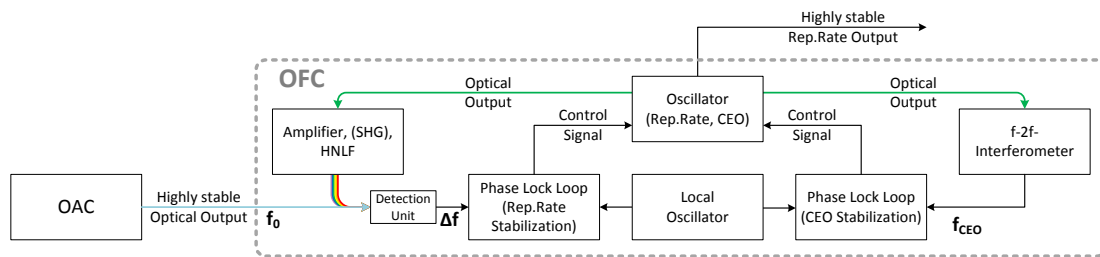 Highly stable
Rep.Rate Output
OFC
Optical
Output
Oscillator
(Rep.Rate, CEO)
Optical
Output
Amplifier, (SHG),
HNLF
Control
Signal
Control
Signal
f-2f-
Interferometer
OAC
Highly stable
Optical Output
f0
Detection
Unit
Δf
Phase Lock Loop
(Rep.Rate
Stabilization)
Local
Oscillator
Phase Lock Loop
(CEO Stabilization)
fCEO